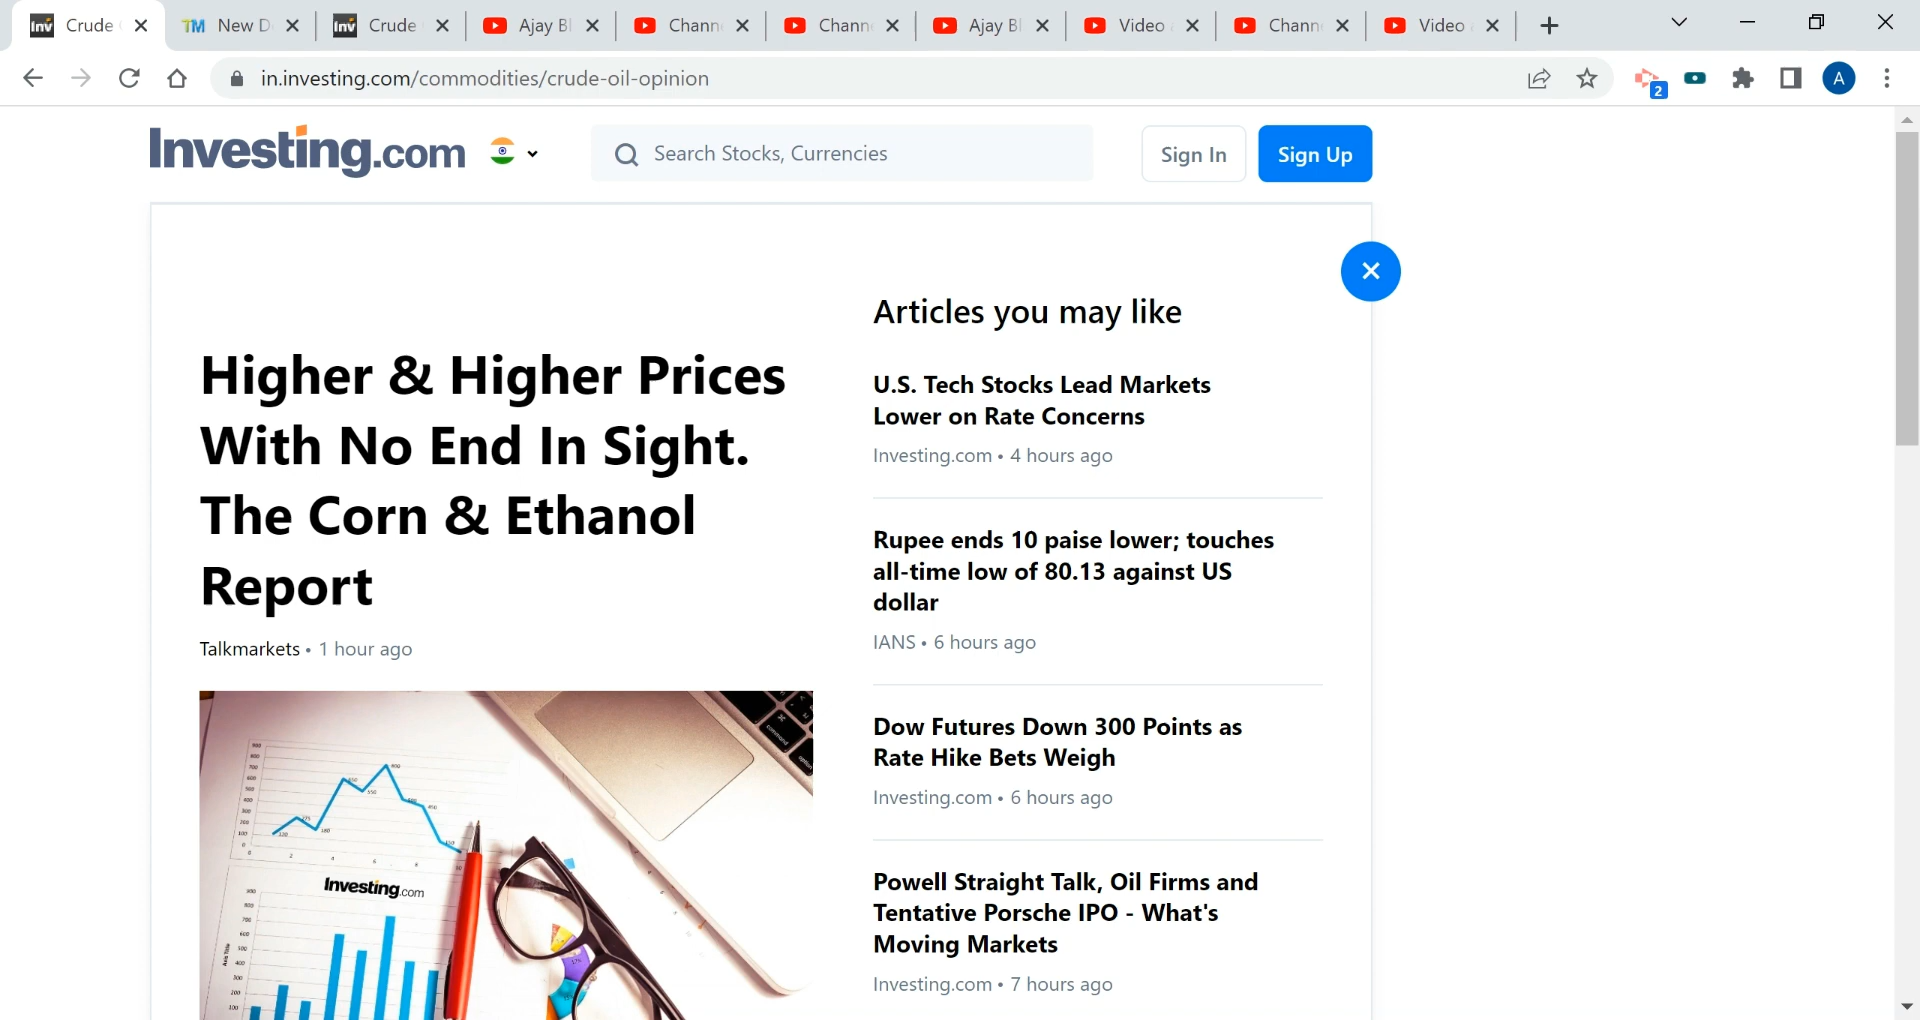 Crude
New D
Crude
Ajay Bl
Chann
Chann
Ajay Bl
Video
Chann
Video
in.investing.com/commodities/crude-oil-opinion
2
A
Investing.com
Search Stocks, Currencies
Sign In
Sign Up
Higher & Higher Prices
With No End In Sight.
The Corn & Ethanol
Report
Talkmarkets • 1 hour ago
Investing.com
command
option
Articles you may like
U.S. Tech Stocks Lead Markets
Lower on Rate Concerns
Investing.com • 4 hours ago
Rupee ends 10 paise lower; touches
all-time low of 80.13 against US
dollar
IANS • 6 hours ago
Dow Futures Down 300 Points as
Rate Hike Bets Weigh
Investing.com • 6 hours ago
Powell Straight Talk, Oil Firms and
Tentative Porsche IPO - What's
Moving Markets
Investing.com • 7 hours ago